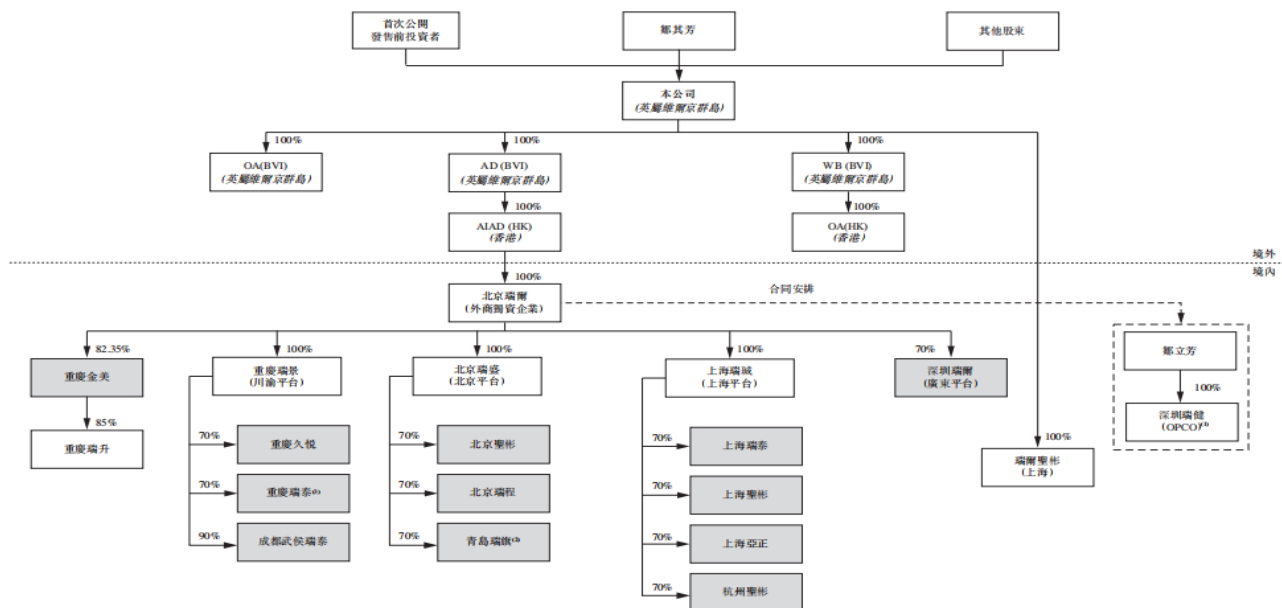 首次公開
發售前投資者
鄒其芳
其他股東
本公司
(英屬維爾京群島)
100%
100%
100%
OA(BVI)
(英屬維爾京群島)
AD (BVI)
(英屬維爾京群島)
WB (BVI)
(英屬維爾京群島)
100%
100%
AIAD (HK)
(香港)
OA(HK)
(香港)
境外
境內
100%
北京瑞爾
(外商獨資企業)
合同安排
82.35%
100%
100%
100%
70%
重慶金美
重慶瑞景
(川渝平台)
北京瑞盛
(北京平台)
上海瑞城
(上海平台)
深圳瑞爾
(廣東平台)
鄒立芳
100%
深圳瑞健
(OPCO)⁽³⁾
85%
重慶瑞升
70%
重慶久悦
70%
北京聖彬
70%
上海瑞泰
100%
瑞爾聖彬
(上海)
70%
重慶瑞泰⁽¹⁾
70%
北京瑞程
70%
上海聖彬
90%
成都武侯瑞泰
70%
青島瑞旗⁽²⁾
70%
上海亞正
70%
杭州聖彬